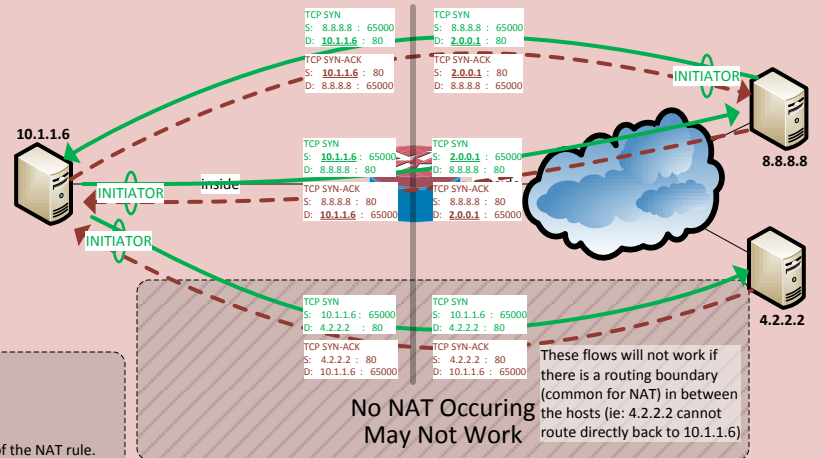 TCP SYN
S: 8.8.8.8 : 65000
D: 10.1.1.6 : 80
TCP SYN
S: 8.8.8.8 : 65000
D: 2.0.0.1 : 80
TCP SYN-ACK
S: 10.1.1.6 : 80
D: 8.8.8.8 : 65000
TCP SYN-ACK
S: 2.0.0.1 : 80
D: 8.8.8.8 : 65000
INITIATOR
10.1.1.6
8.8.8.8
TCP SYN
S: 10.1.1.6 : 65000
D: 8.8.8.8 : 80
TCP SYN
S: 2.0.0.1 : 65000
D: 8.8.8.8 : 80
INITIATOR
inside
TCP SYN-ACK
S: 8.8.8.8 : 80
D: 10.1.1.6 : 65000
TCP SYN-ACK
S: 8.8.8.8 : 80
D: 2.0.0.1 : 65000
INITIATOR
4.2.2.2
TCP SYN
S: 10.1.1.6 : 65000
D: 4.2.2.2 : 80
TCP SYN
S: 10.1.1.6 : 65000
D: 4.2.2.2 : 80
TCP SYN-ACK
S: 4.2.2.2 : 80
D: 10.1.1.6 : 65000
TCP SYN-ACK
S: 4.2.2.2 : 80
D: 10.1.1.6 : 65000
These flows will not work if
there is a routing boundary
(common for NAT) in between
the hosts (ie: 4.2.2.2 cannot
route directly back to 10.1.1.6)
No NAT Occuring
May Not Work
of the NAT rule.